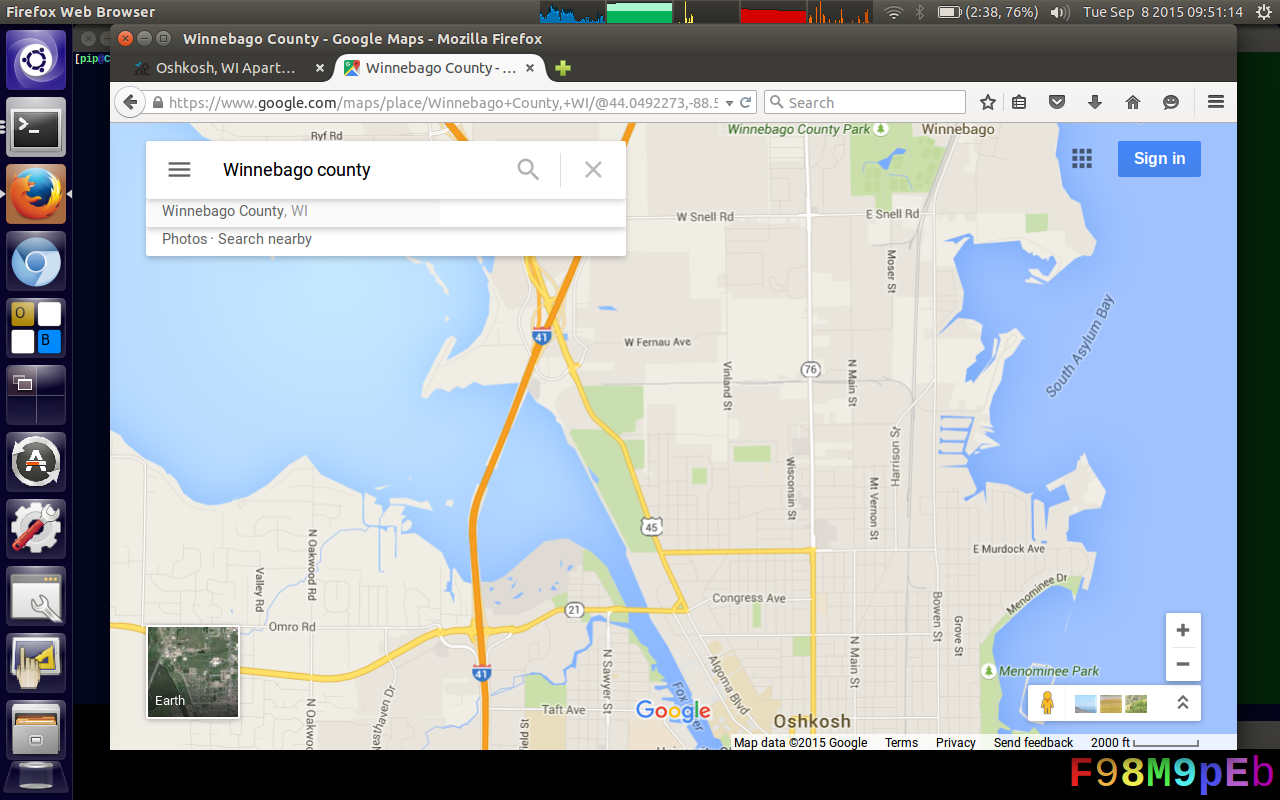 Firefox Web Browser
(2:38, 76%)
Tue Sep 8 2015 09:51:14
Winnebago County - Google Maps - Mozilla Firefox
[pip@C
Oshkosh, WI Apart...
Winnebago County - ...
https://www.google.com/maps/place/Winnebago+County,+WI/@44.0492273,-88.5
Search
Ryf Rd
Winnebago County Park
Winnebago
Sign in
Winnebago county
Winnebago County, WI
Photos · Search nearby
W Snell Rd
E Snell Rd
Moser St
South Asylum Bay
41
W Fernau Ave
76
Vinland St
N Main St
O
B
Harrison St
Wisconsin St
Mt Vernon St
45
N Oakwood Rd
Valley Rd
E Murdock Ave
Menominee Dr
21
Congress Ave
Bowen St
Grove St
Omro Rd
N Main St
N Sawyer St
41
Algoma Blvd
Menominee Park
Earth
Taft Ave
Google
Oshkosh
N Oakwood
Map data ©2015 Google
Terms
Privacy
Send feedback
2000 ft
F98M9pEb